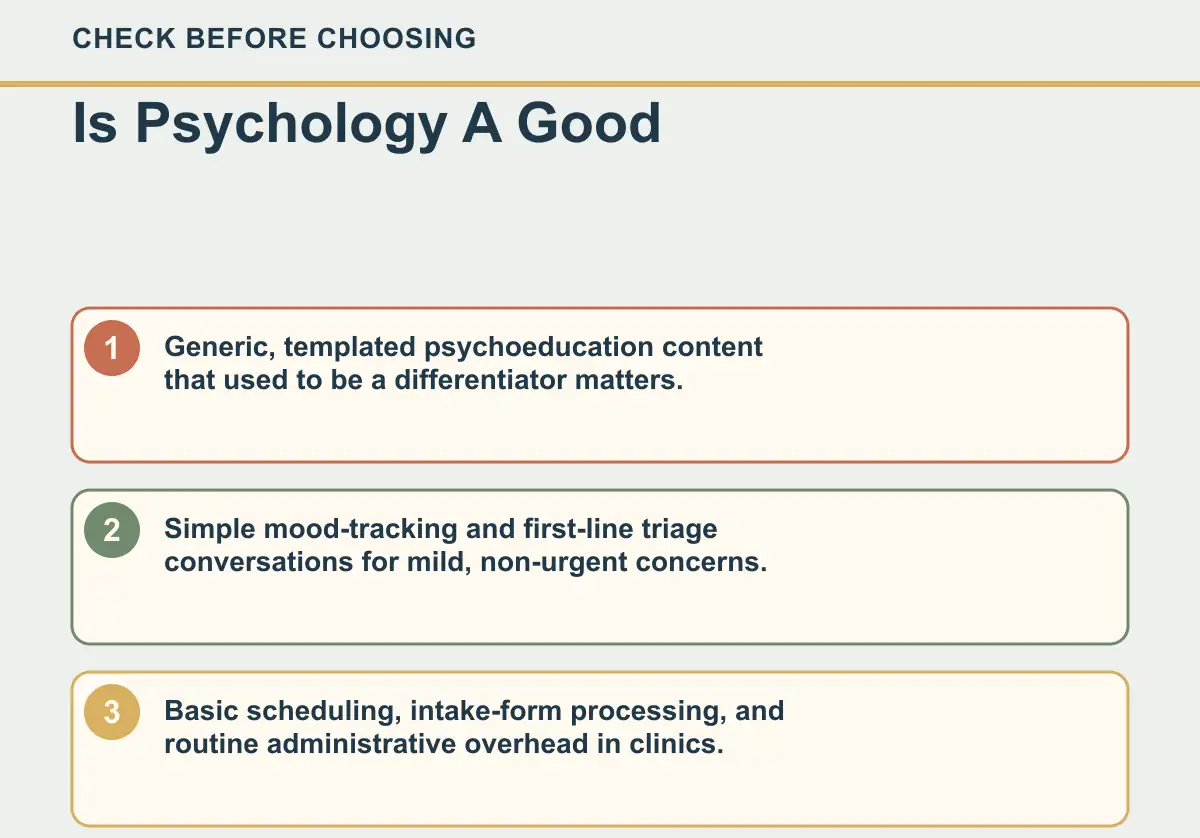 CHECK BEFORE CHOOSING
Is Psychology A Good
1
Generic, templated psychoeducation content
that used to be a differentiator matters.
2
Simple mood-tracking and first-line triage
conversations for mild, non-urgent concerns.
3
Basic scheduling, intake-form processing, and
routine administrative overhead in clinics.